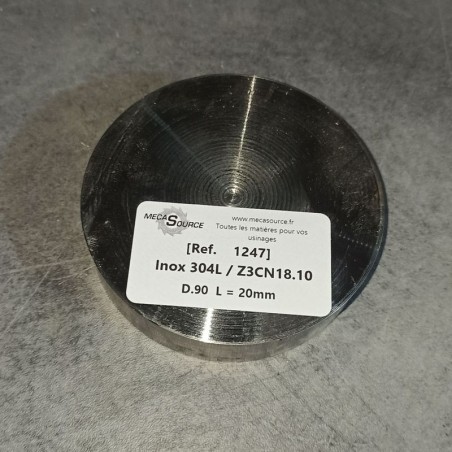 MECASOURCE
www.mecasource.fr
Toutes les matières pour vos
usinages
[Ref. 1247]
Inox 304L / Z3CN18.10
D.90 L = 20mm